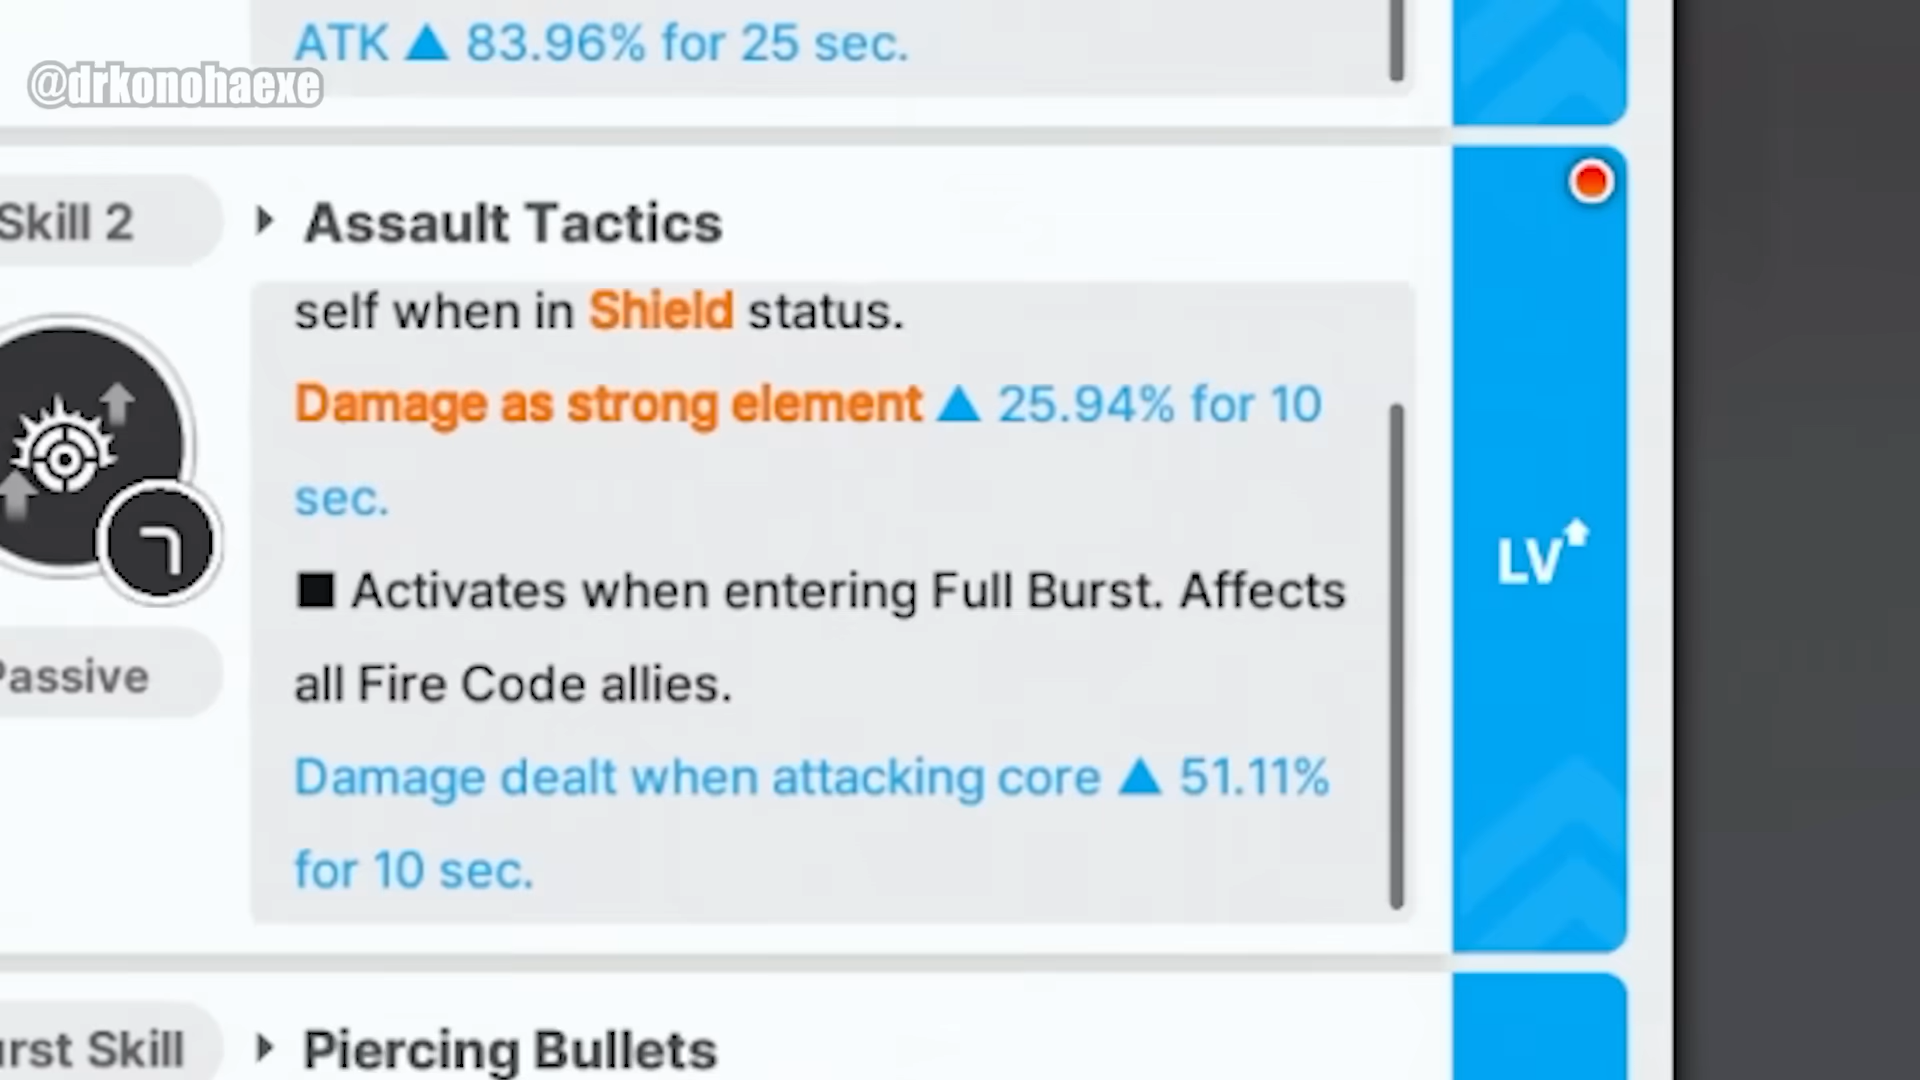 ATK ▲ 83.96% for 25 sec.
@drkonohaexe
Skill 2
Assault Tactics
self when in Shield status.
Damage as strong element ▲ 25.94% for 10
sec.
■ Activates when entering Full Burst. Affects
all Fire Code allies.
Damage dealt when attacking core ▲ 51.11%
for 10 sec.
LV
Passive
urst Skill
Piercing Bullets